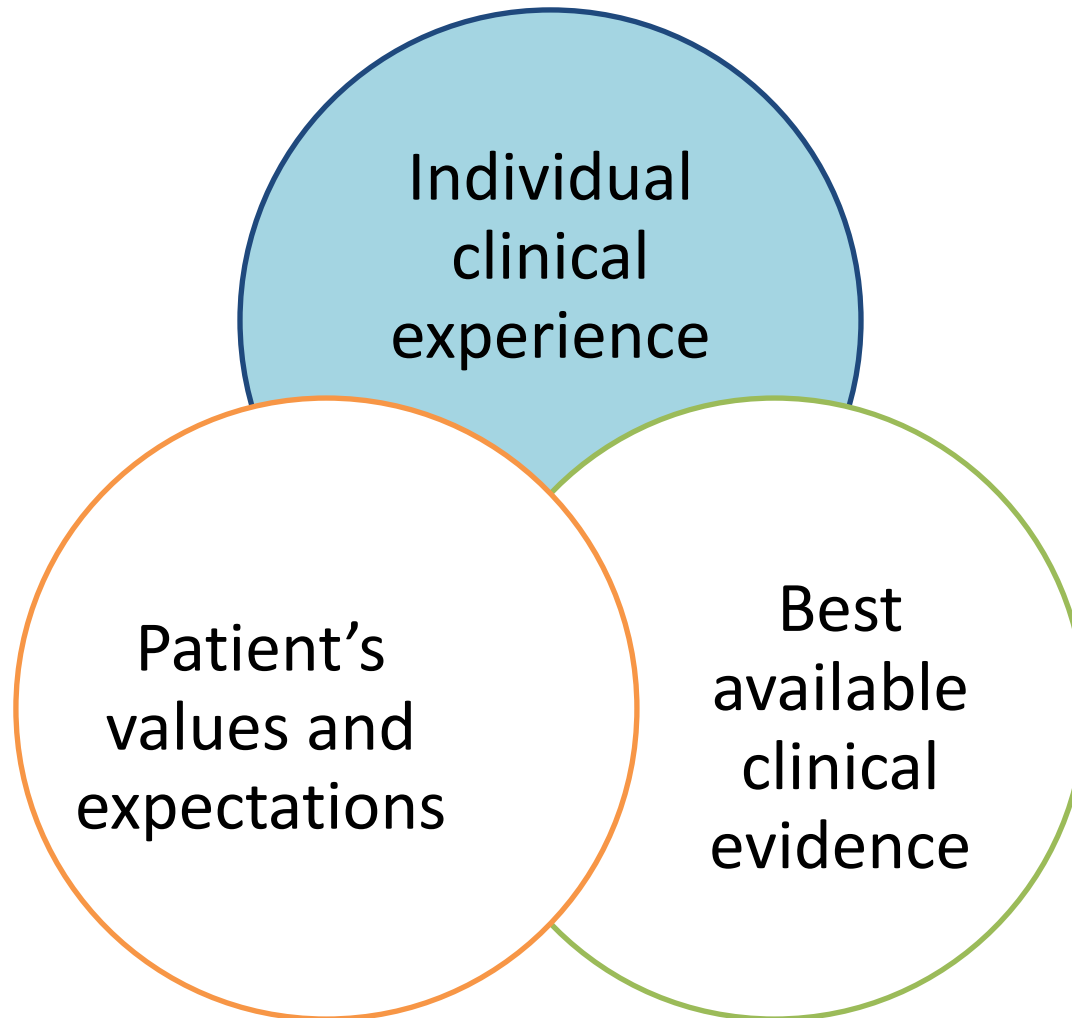 Individual
clinical
experience
Patient’s
values and
expectations
Best
available
clinical
evidence